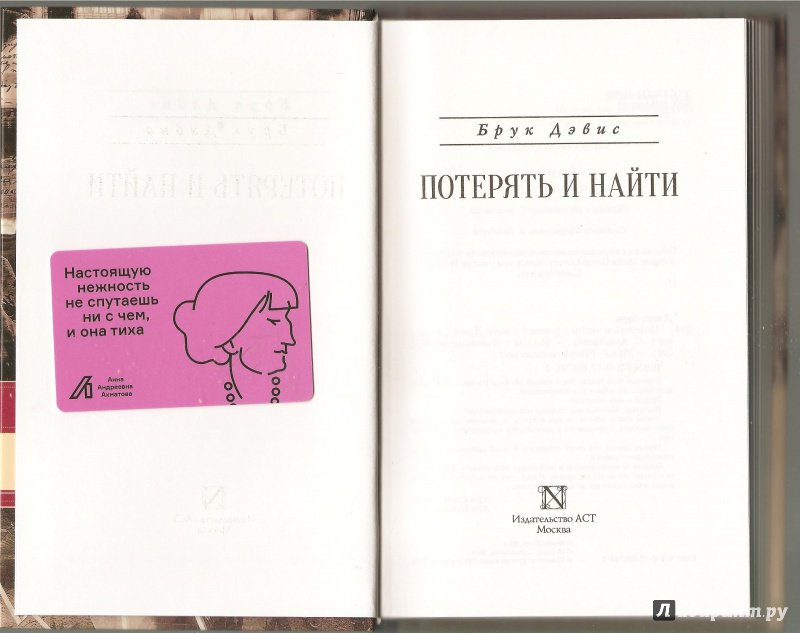 Настоящую
нежность
не спутаешь
ни с чем,
и она тиха
Анна
Андреевна
Ахматова
Брук Дэвис
ПОТЕРЯТЬ И НАЙТИ
Издательство АСТ
Москва
Лабиринт.ру